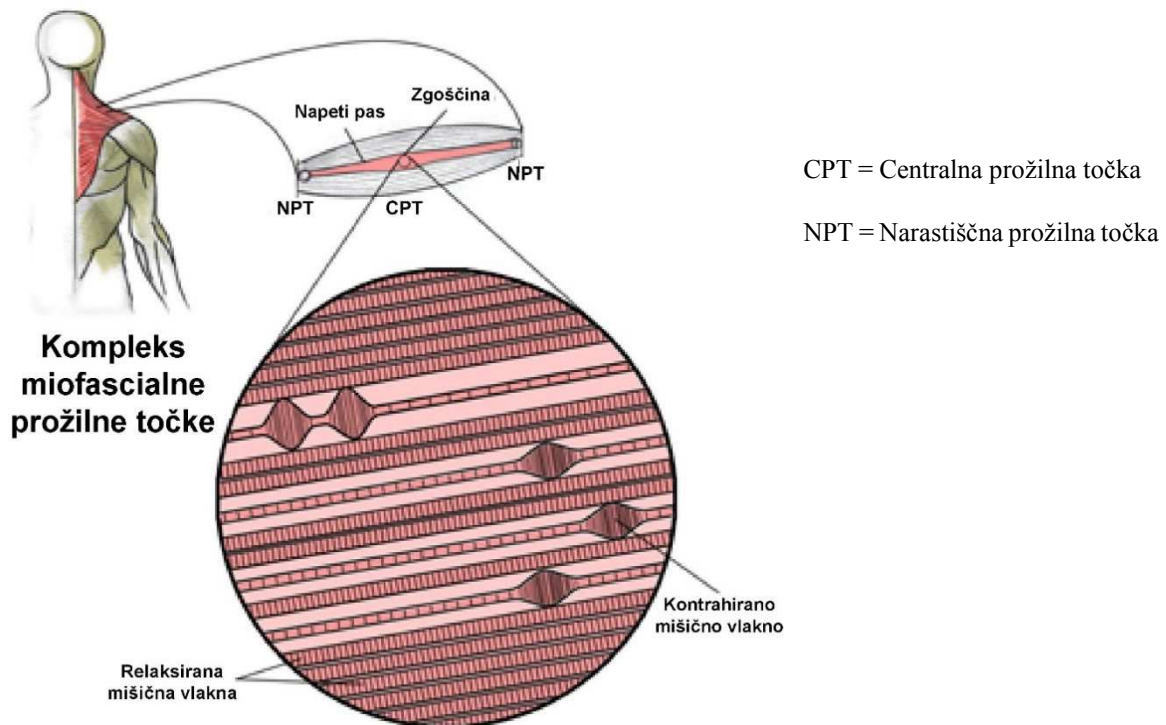 Zgoščina
Napeti pas
NPT
NPT
CPT
CPT = Centralna prožilna točka
NPT = Narastiščna prožilna točka
Kompleks
miofascialne
prožilne točke
Kontrahirano
mišično vlakno
Relaksirana
mišična vlakna